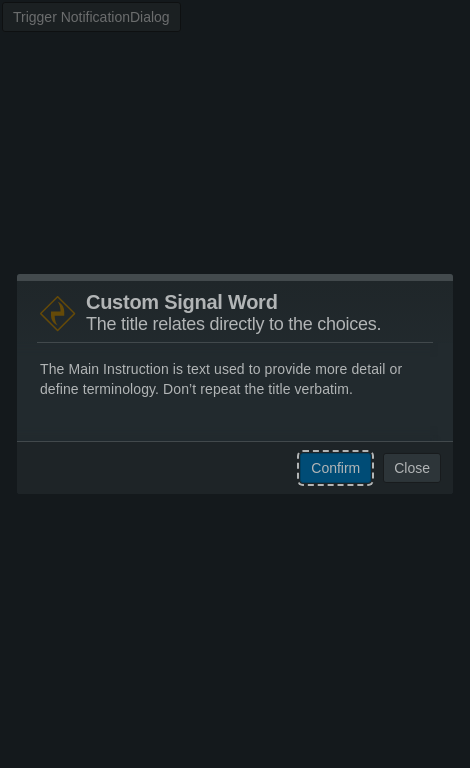 Trigger NotificationDialog
Custom Signal Word
The title relates directly to the choices.
The Main Instruction is text used to provide more detail or
define terminology. Don't repeat the title verbatim.
Confirm
Close